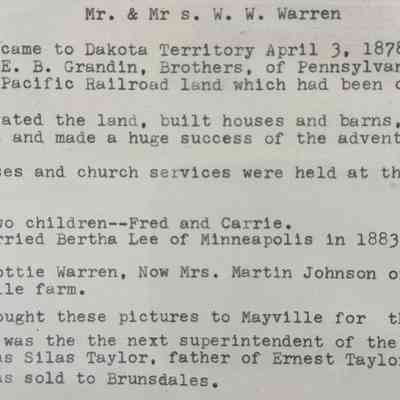 Mr. & Mr s. W. W. Warren
came to Dakota Territory April 3, 1878
E. B. Grandin, Brothers, of Pennsylvan
Pacific Railroad land which had been
ated the land, built houses and barns,
and made a huge success of the advent
es and church services were held at th
wo children--Fred and Carrie.
rried Bertha Lee of Minneapolis in 1883
ottie Warren, Now Mrs. Martin Johnson o
lle farm.
ought these pictures to Mayville for th
was the the next superintendent of the
as Silas Taylor, father of Ernest Taylo
as sold to Brunsdales.